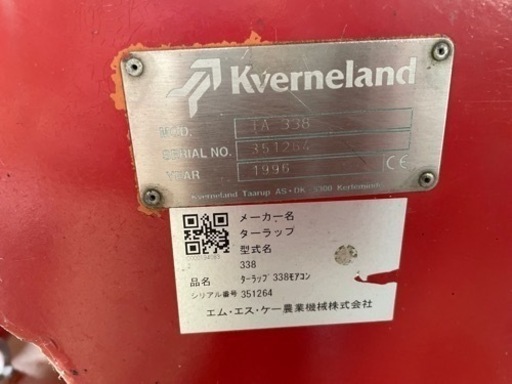 Kverneland
MOD. TA 338
SERIAL NO. 351264
YEAR 1996 CE
Kverneland Taarup AS • DK - 5300 Kerteminde
メーカー名
ターラップ
型式名
338
品名 ターラップ338モアコン
シリアル番号 351264
エム・エス・ケー農業機械株式会社